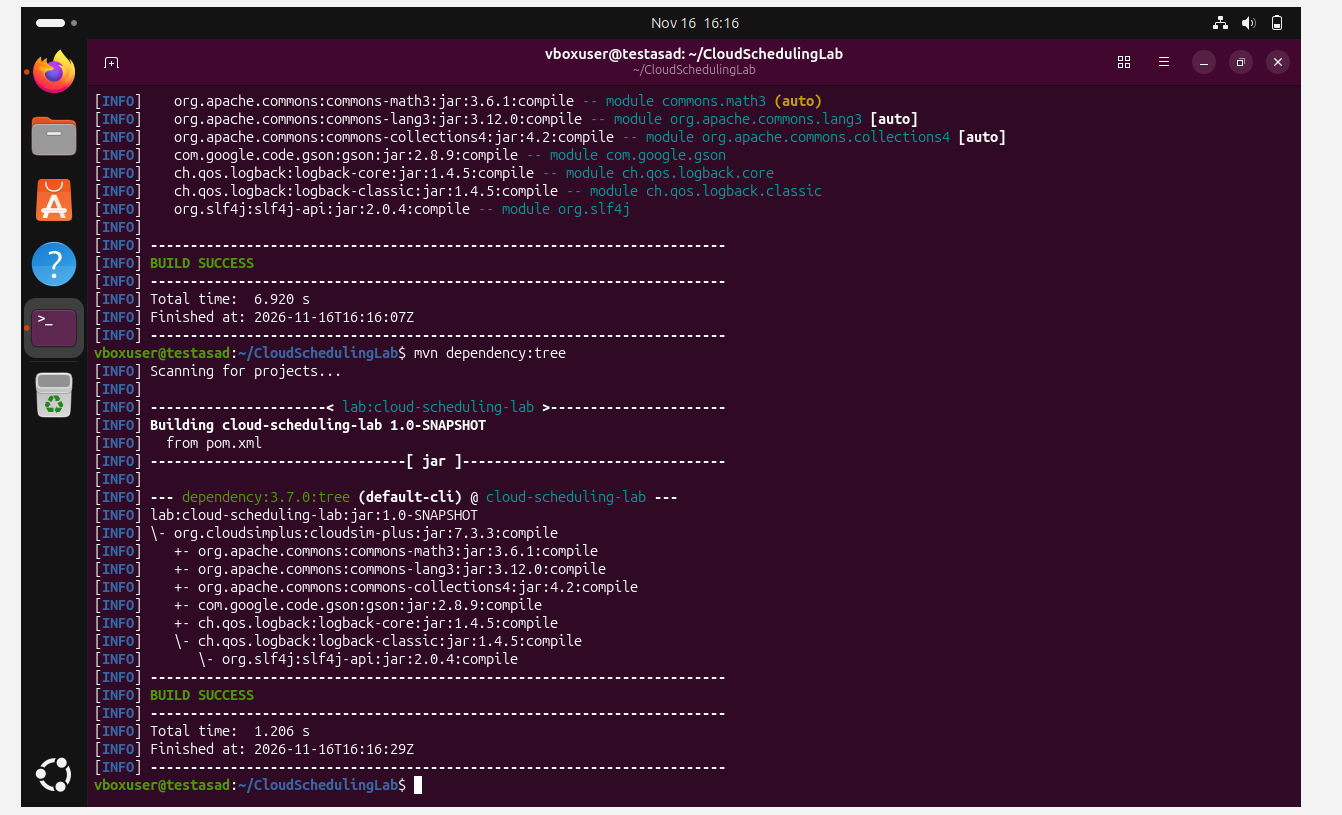 Nov 16 16:16
vboxuser@testasad: ~/CloudSchedulingLab
~/CloudSchedulingLab
[INFO]    org.apache.commons:commons-math3:jar:3.6.1:compile -- module commons.math3 (auto)
[INFO]    org.apache.commons:commons-lang3:jar:3.12.0:compile -- module org.apache.commons.lang3 [auto]
[INFO]    org.apache.commons:commons-collections4:jar:4.2:compile -- module org.apache.commons.collections4 [auto]
[INFO]    com.google.code.gson:gson:jar:2.8.9:compile -- module com.google.gson
[INFO]    ch.qos.logback:logback-core:jar:1.4.5:compile -- module ch.qos.logback.core
[INFO]    ch.qos.logback:logback-classic:jar:1.4.5:compile -- module ch.qos.logback.classic
[INFO]    org.slf4j:slf4j-api:jar:2.0.4:compile -- module org.slf4j
[INFO]
[INFO] ------------------------------------------------------------------------
[INFO] BUILD SUCCESS
[INFO] ------------------------------------------------------------------------
[INFO] Total time:  6.920 s
[INFO] Finished at: 2026-11-16T16:16:07Z
[INFO] ------------------------------------------------------------------------
vboxuser@testasad:~/CloudSchedulingLab$ mvn dependency:tree
[INFO] Scanning for projects...
[INFO]
[INFO] ----------------------< lab:cloud-scheduling-lab >----------------------
[INFO] Building cloud-scheduling-lab 1.0-SNAPSHOT
[INFO]   from pom.xml
[INFO] --------------------------------[ jar ]---------------------------------
[INFO]
[INFO] --- dependency:3.7.0:tree (default-cli) @ cloud-scheduling-lab ---
[INFO] lab:cloud-scheduling-lab:jar:1.0-SNAPSHOT
[INFO] \- org.cloudsimplus:cloudsim-plus:jar:7.3.3:compile
[INFO]    +- org.apache.commons:commons-math3:jar:3.6.1:compile
[INFO]    +- org.apache.commons:commons-lang3:jar:3.12.0:compile
[INFO]    +- org.apache.commons:commons-collections4:jar:4.2:compile
[INFO]    +- com.google.code.gson:gson:jar:2.8.9:compile
[INFO]    +- ch.qos.logback:logback-core:jar:1.4.5:compile
[INFO]    \- ch.qos.logback:logback-classic:jar:1.4.5:compile
[INFO]       \- org.slf4j:slf4j-api:jar:2.0.4:compile
[INFO] ------------------------------------------------------------------------
[INFO] BUILD SUCCESS
[INFO] ------------------------------------------------------------------------
[INFO] Total time:  1.206 s
[INFO] Finished at: 2026-11-16T16:16:29Z
[INFO] ------------------------------------------------------------------------
vboxuser@testasad:~/CloudSchedulingLab$